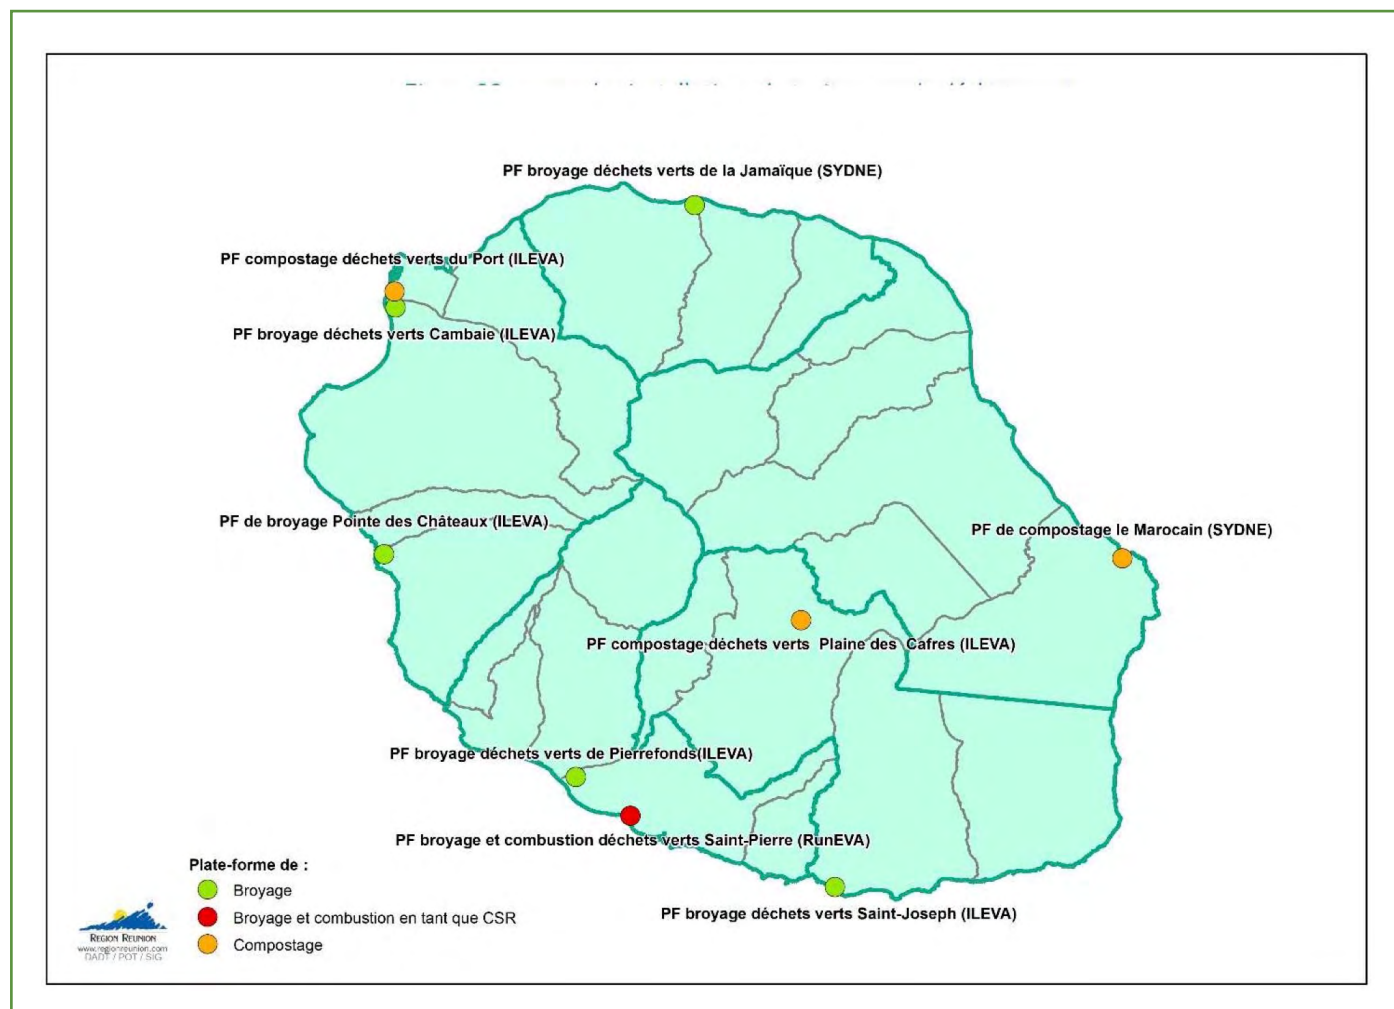 PF broyage déchets verts de la Jamaïque (SYDNE)
PF compostage déchets verts du Port (ILEVA)
PF broyage déchets verts Cambaie (ILEVA)
PF de broyage Pointe des Châteaux (ILEVA)
PF de compostage le Marocain (SYDNE)
PF compostage déchets verts Plaine des Cafres (ILEVA)
PF broyage déchets verts de Pierrefonds(ILEVA)
PF broyage et combustion déchets verts Saint-Pierre (RunEVA)
PF broyage déchets verts Saint-Joseph (ILEVA)
Plate-forme de :
Broyage
Broyage et combustion en tant que CSR
Compostage
REGION REUNION
www.regionreunion.com
DADT / POT / SIG